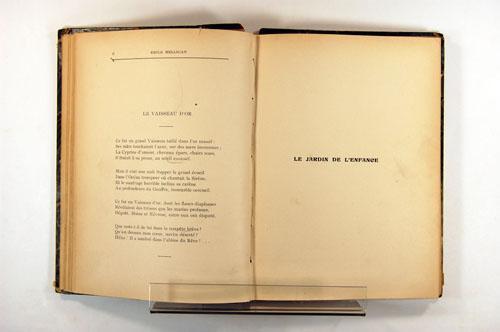 6 EMILE NELLIGAN
LE VAISSEAU D'OR
Ce fut un grand Vaisseau taillé dans l'or massif :
Ses mâts touchaient l'azur, sur des mers inconnues ;
La Cyprine d'amour, cheveux épars, chairs nues,
S'étalait à sa proue, au soleil excessif.
Mais il vint une nuit frapper le grand écueil
Dans l'Océan trompeur où chantait la Sirène,
Et le naufrage horrible inclina sa carène
Aux profondeurs du Gouffre, immuable cercueil.
Ce fut un Vaisseau d'or, dont les flancs diaphanes
Révélaient des trésors que les marins profanes,
Dégoût, Haine et Névrose, entre eux ont disputé.
Que reste-t-il de lui dans la tempête brève ?
Qu'est devenu mon cœur, navire déserté ?
Hélas ! Il a sombré dans l'abîme du Rêve ! . . .
LE JARDIN DE L'ENFANCE